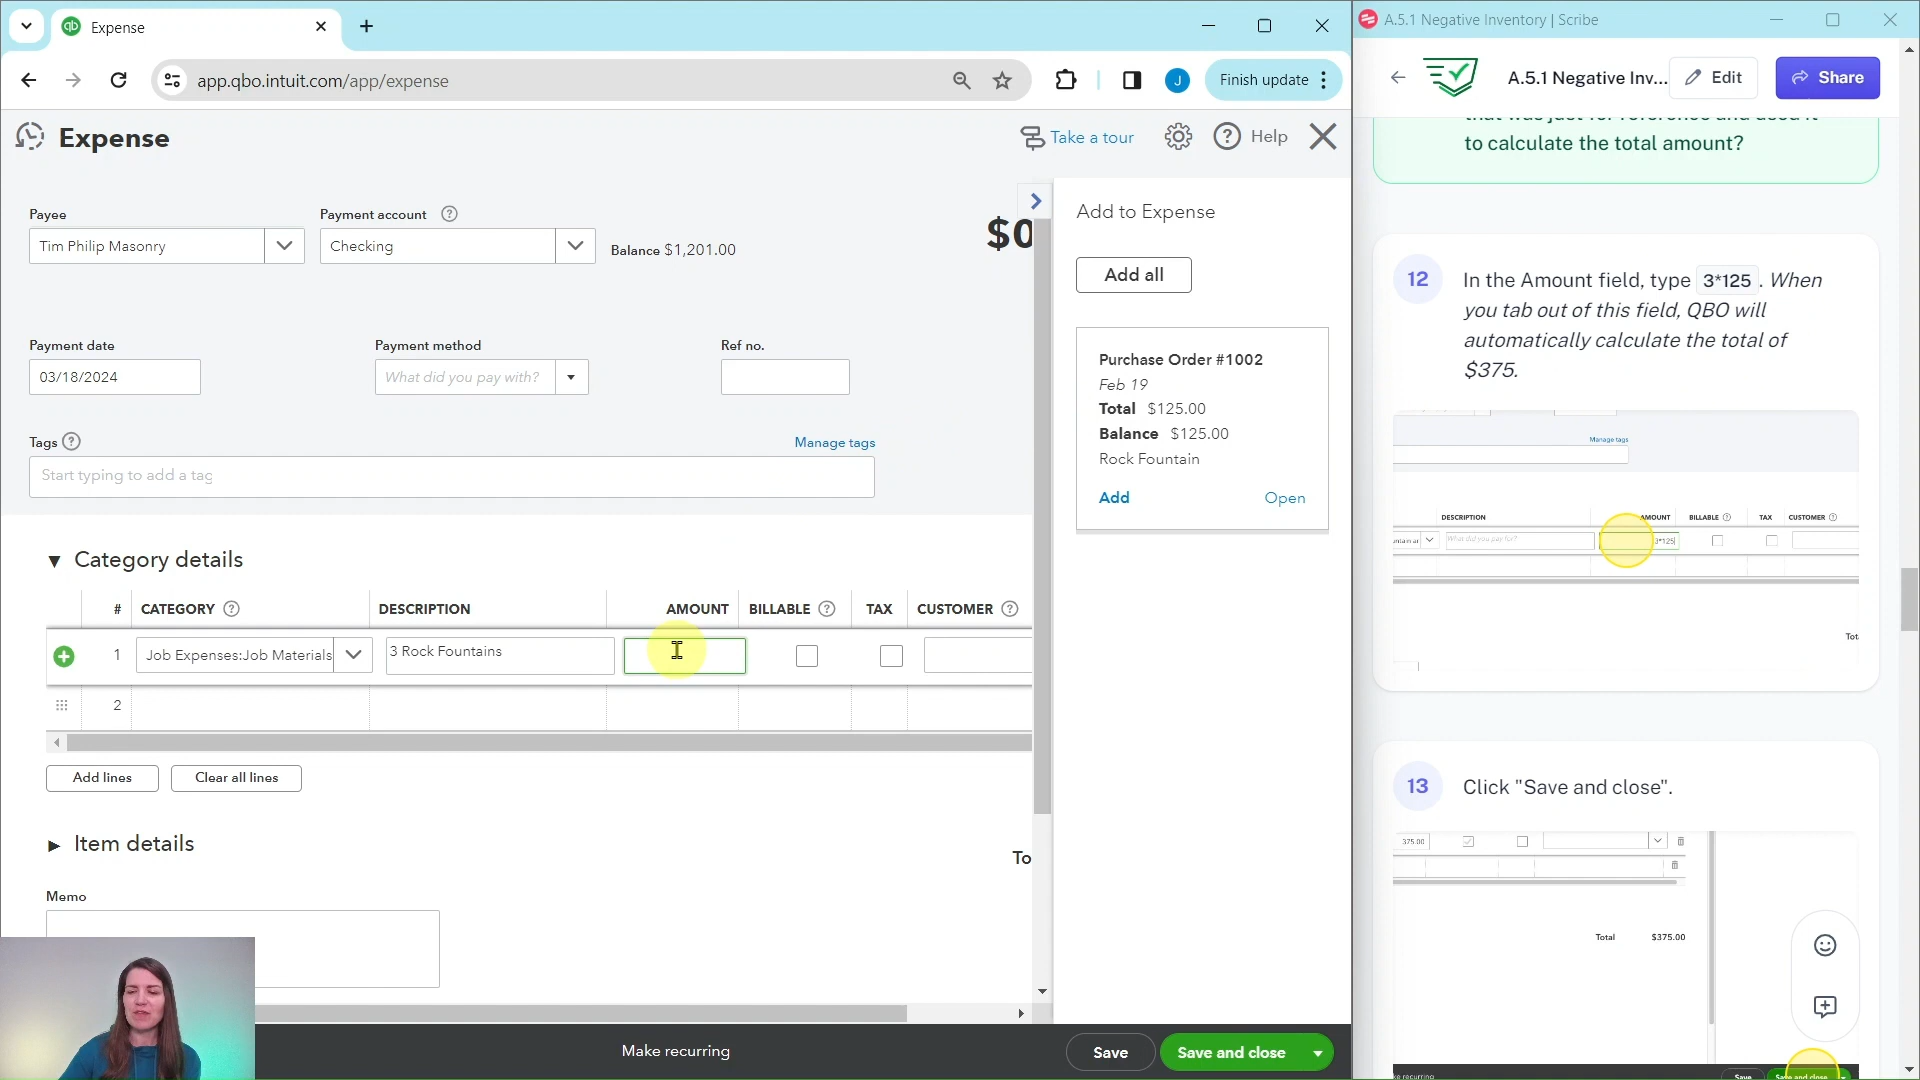 Expense
A.5.1 Negative Inventory | Scribe
app.qbo.intuit.com/app/expense
J
Finish update
A.5.1 Negative Inv...
Edit
Share
Expense
Take a tour
Help
Payee
Tim Philip Masonry
Payment account
Checking
Balance $1,201.00
$0
Payment date
03/18/2024
Payment method
What did you pay with?
Ref no.
Tags
Manage tags
Start typing to add a tag
Category details
# CATEGORY DESCRIPTION AMOUNT BILLABLE TAX CUSTOMER
1 Job Expenses:Job Materials 3 Rock Fountains
2
Add lines
Clear all lines
Item details
To
Memo
Make recurring
Save
Save and close
Add to Expense
Add all
Purchase Order #1002
Feb 19
Total $125.00
Balance $125.00
Rock Fountain
Add
Open
that was just for reference and used it
to calculate the total amount?
12
In the Amount field, type 3*125 . When
you tab out of this field, QBO will
automatically calculate the total of
$375.
Manage tags
DESCRIPTION AMOUNT BILLABLE TAX CUSTOMER
What did you pay for? 3*125
Tot
13
Click "Save and close".
375.00
Total $375.00
Save
Save and close